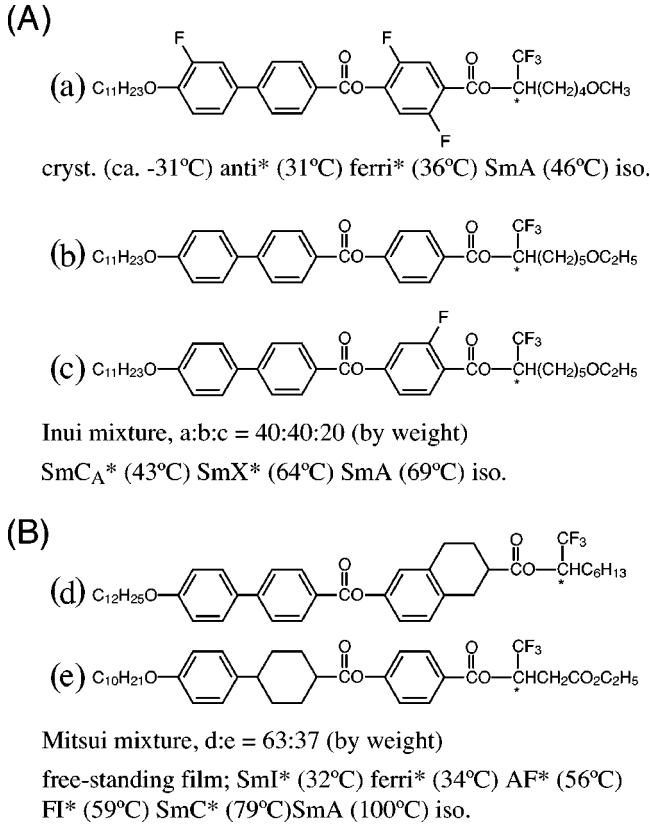 (A)
F F
O O CF₃
(a) C₁₁H₂₃O CO CO CH(CH₂)₄OCH₃
*
F
cryst. (ca. -31ºC) anti* (31ºC) ferri* (36ºC) SmA (46ºC) iso.
O O CF₃
(b) C₁₁H₂₃O CO CO CH(CH₂)₅OC₂H₅
*
F
O O CF₃
(c) C₁₁H₂₃O CO CO CH(CH₂)₅OC₂H₅
*
Inui mixture, a:b:c = 40:40:20 (by weight)
SmCA* (43ºC) SmX* (64ºC) SmA (69ºC) iso.
(B)
O CF₃
O CO CHC₆H₁₃
*
(d) C₁₂H₂₅O CO
O O CF₃
(e) C₁₀H₂₁O CO CO CHCH₂CO₂C₂H₅
*
Mitsui mixture, d:e = 63:37 (by weight)
free-standing film; SmI* (32ºC) ferri* (34ºC) AF* (56ºC)
FI* (59ºC) SmC* (79ºC)SmA (100ºC) iso.